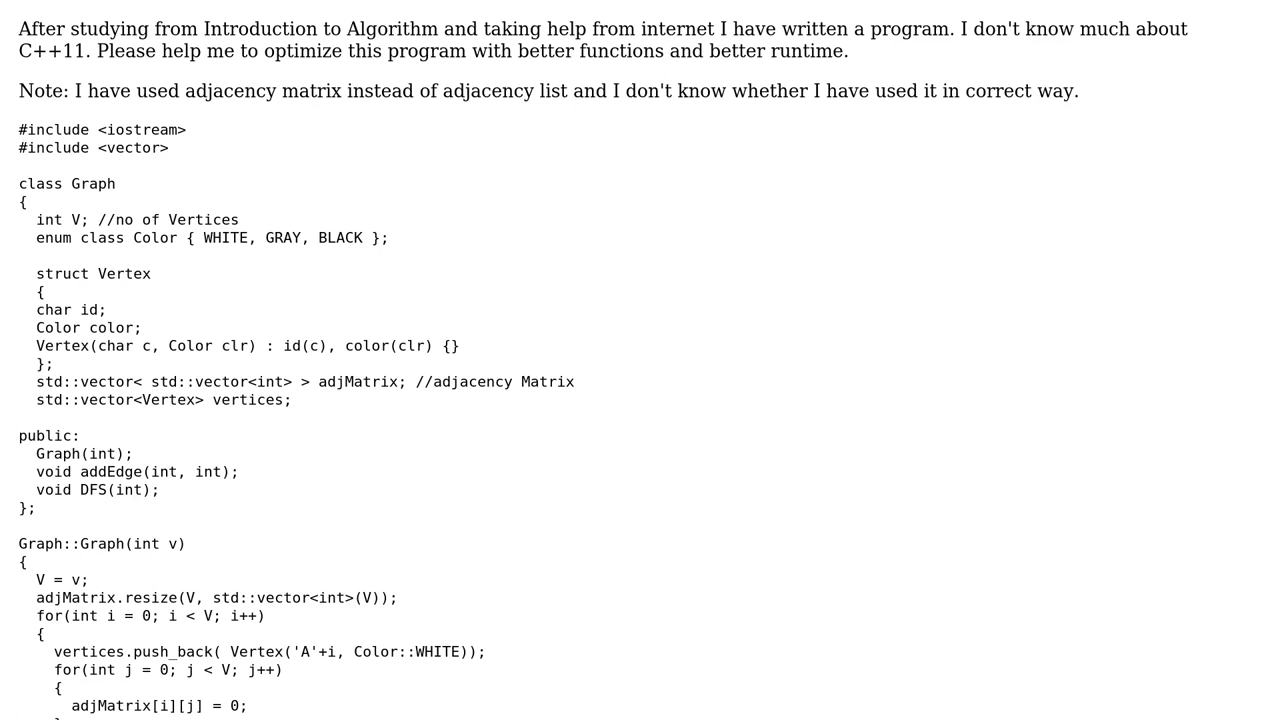 After studying from Introduction to Algorithm and taking help from internet I have written a program. I don't know much about
C++11. Please help me to optimize this program with better functions and better runtime.
Note: I have used adjacency matrix instead of adjacency list and I don't know whether I have used it in correct way.
#include <iostream>
#include <vector>
class Graph
{
  int V; //no of Vertices
  enum class Color { WHITE, GRAY, BLACK };
  struct Vertex
  {
  char id;
  Color color;
  Vertex(char c, Color clr) : id(c), color(clr) {}
  };
  std::vector< std::vector<int> > adjMatrix; //adjacency Matrix
  std::vector<Vertex> vertices;
public:
  Graph(int);
  void addEdge(int, int);
  void DFS(int);
};
Graph::Graph(int v)
{
  V = v;
  adjMatrix.resize(V, std::vector<int>(V));
  for(int i = 0; i < V; i++)
  {
    vertices.push_back( Vertex('A'+i, Color::WHITE));
    for(int j = 0; j < V; j++)
    {
      adjMatrix[i][j] = 0;